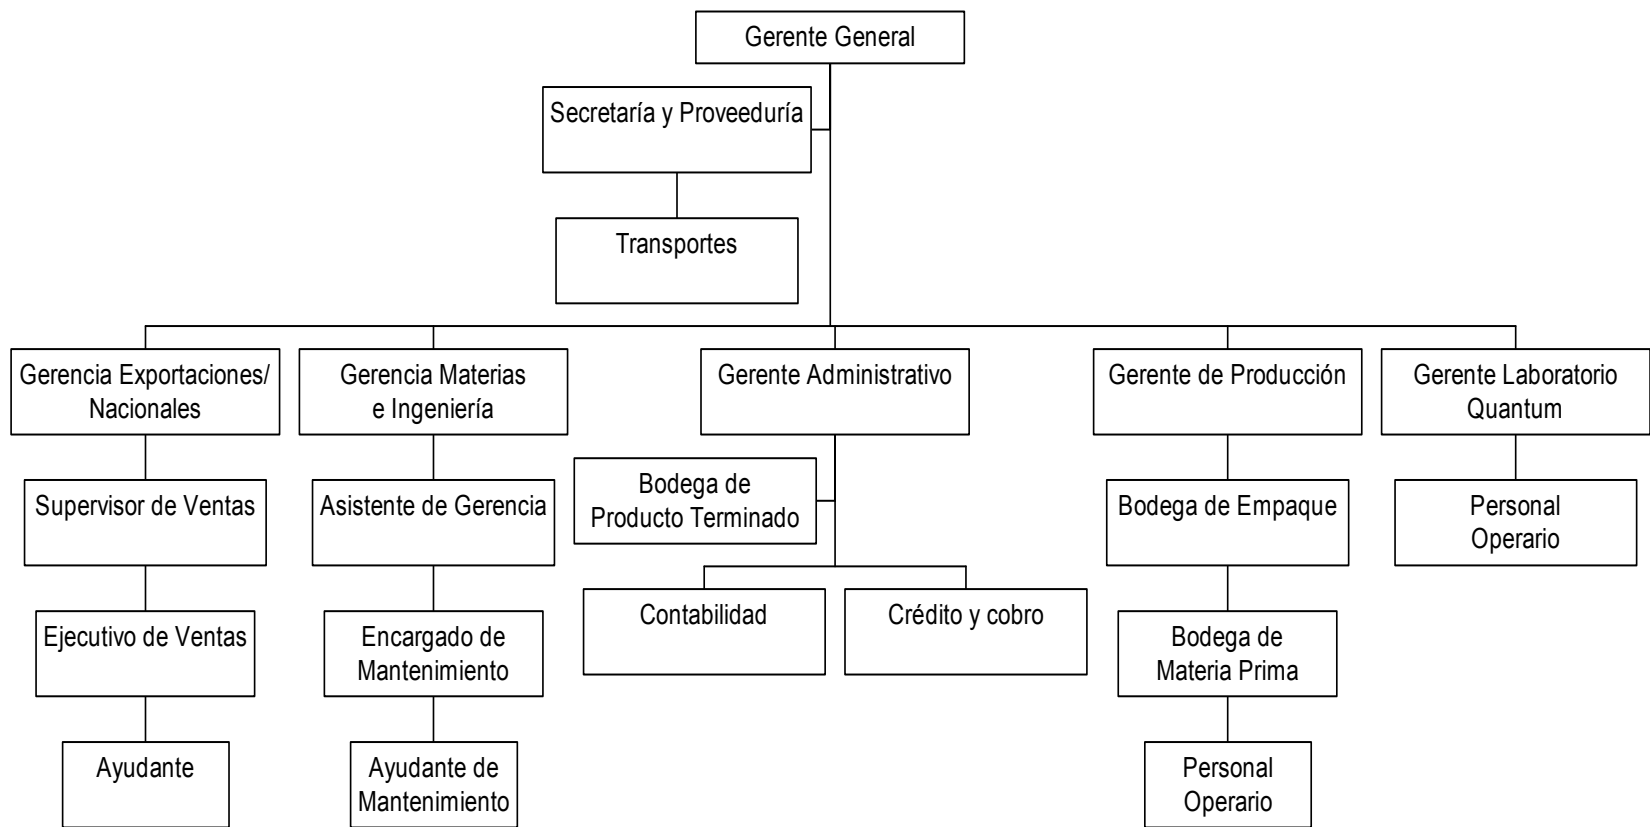 Gerente General
Secretaría y Proveeduría
Transportes
Gerencia Exportaciones/
Nacionales
Gerencia Materias
e Ingeniería
Gerente Administrativo
Gerente de Producción
Gerente Laboratorio
Quantum
Supervisor de Ventas
Asistente de Gerencia
Bodega de
Producto Terminado
Bodega de Empaque
Personal
Operario
Ejecutivo de Ventas
Encargado de
Mantenimiento
Contabilidad
Crédito y cobro
Bodega de
Materia Prima
Ayudante
Ayudante de
Mantenimiento
Personal
Operario